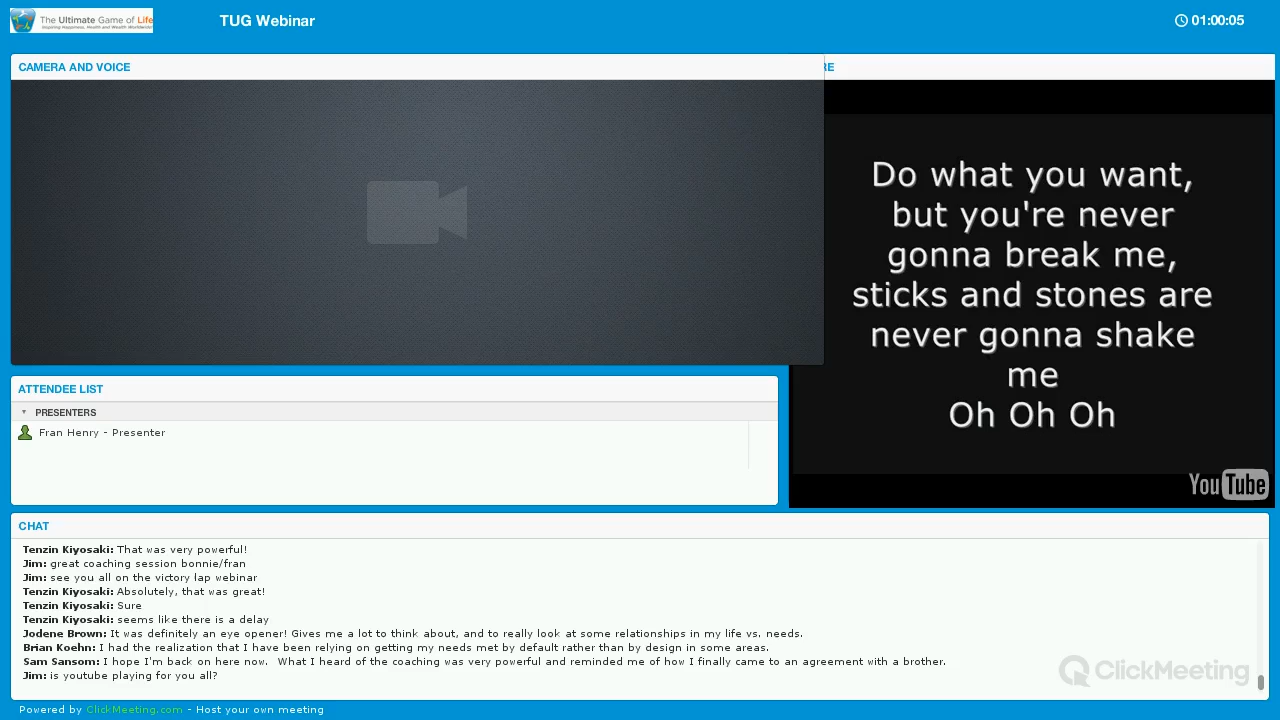 The Ultimate Game of Life
Inspiring Happiness, Health and Wealth Worldwide!
TUG Webinar
01:00:05
CAMERA AND VOICE
RE
Do what you want,
but you're never
gonna break me,
sticks and stones are
never gonna shake
me
Oh Oh Oh
YouTube
ATTENDEE LIST
PRESENTERS
Fran Henry - Presenter
CHAT
Tenzin Kiyosaki: That was very powerful!
Jim: great coaching session bonnie/fran
Jim: see you all on the victory lap webinar
Tenzin Kiyosaki: Absolutely, that was great!
Tenzin Kiyosaki: Sure
Tenzin Kiyosaki: seems like there is a delay
Jodene Brown: It was definitely an eye opener! Gives me a lot to think about, and to really look at some relationships in my life vs. needs.
Brian Koehn: I had the realization that I have been relying on getting my needs met by default rather than by design in some areas.
Sam Sansom: I hope I'm back on here now.  What I heard of the coaching was very powerful and reminded me of how I finally came to an agreement with a brother.
Jim: is youtube playing for you all?
ClickMeeting
Powered by ClickMeeting.com - Host your own meeting